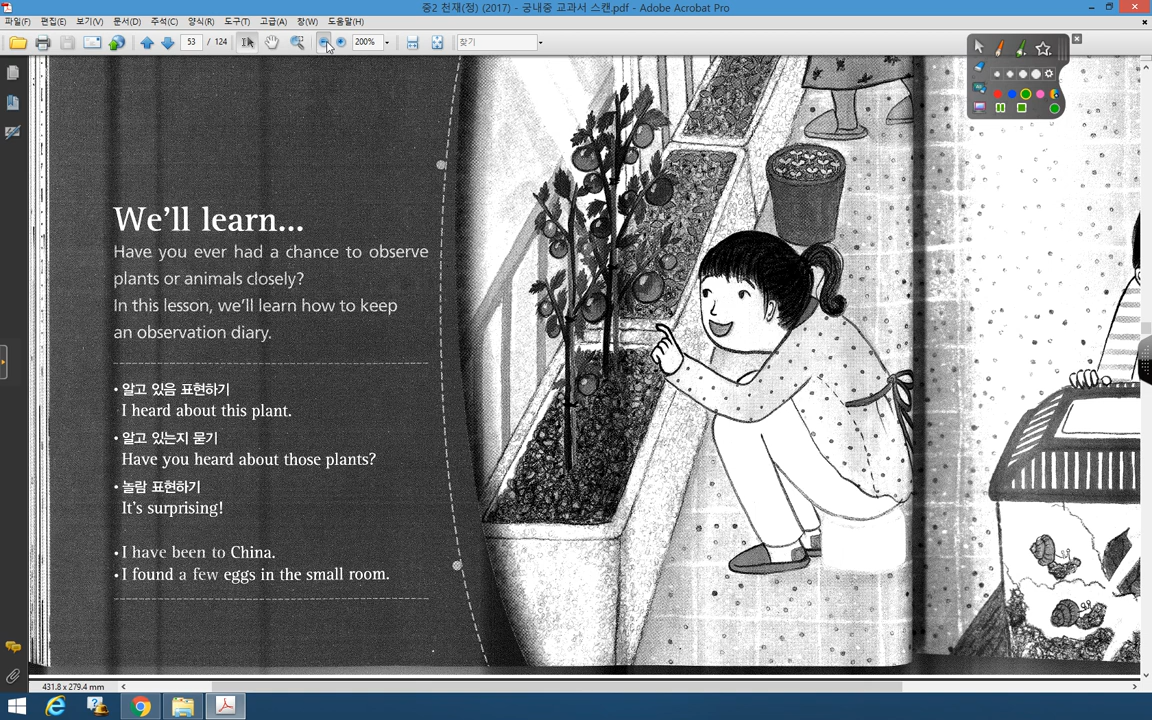 중2 천재(정) (2017) - 궁내중 교과서 스캔.pdf - Adobe Acrobat Pro
파일(F) 편집(E) 보기(V) 문서(D) 주석(C) 양식(R) 도구(T) 고급(A) 창(W) 도움말(H)
53 / 124 200% 찾기
We'll learn...
Have you ever had a chance to observe
plants or animals closely?
In this lesson, we'll learn how to keep
an observation diary.
• 알고 있음 표현하기
I heard about this plant.
• 알고 있는지 묻기
Have you heard about those plants?
• 놀람 표현하기
It's surprising!
• I have been to China.
• I found a few eggs in the small room.
431.8 x 279.4 mm